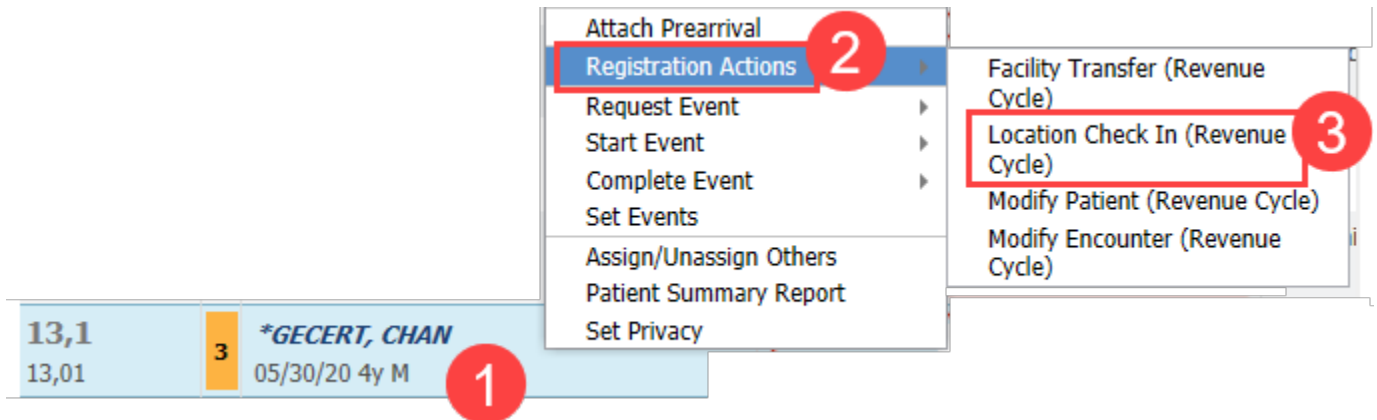 Attach Prearrival
Registration Actions
2
Request Event
Start Event
Complete Event
Set Events
Assign/Unassign Others
Patient Summary Report
Set Privacy
Facility Transfer (Revenue
Cycle)
Location Check In (Revenue
Cycle)
3
Modify Patient (Revenue Cycle)
Modify Encounter (Revenue
Cycle)
13,1
13,01
3
*GECERT, CHAN
05/30/20 4y M
1